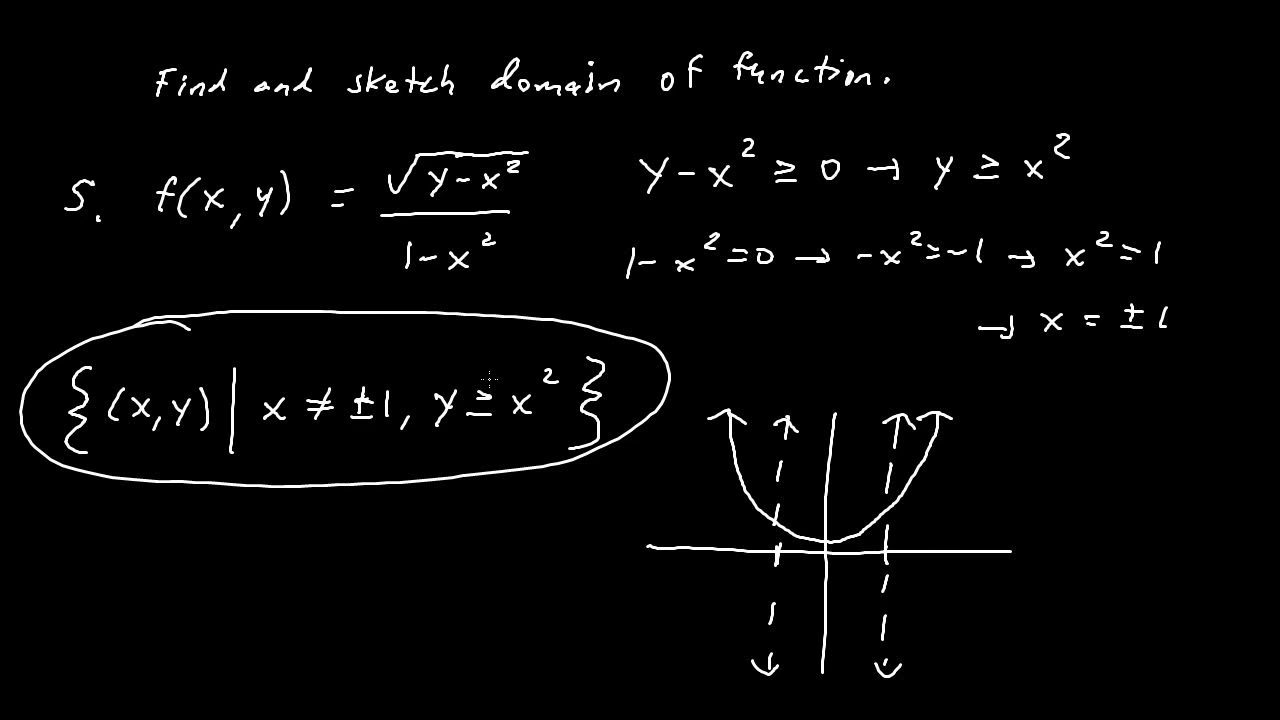 Find and sketch domain of function.
5. f(x,y) = √(y-x²) / (1-x²)
y-x² ≥ 0 → y ≥ x²
1-x²=0 → -x²=-1 → x²=1
→ x = ±1
{(x,y) | x ≠ ±1, y ≥ x²}